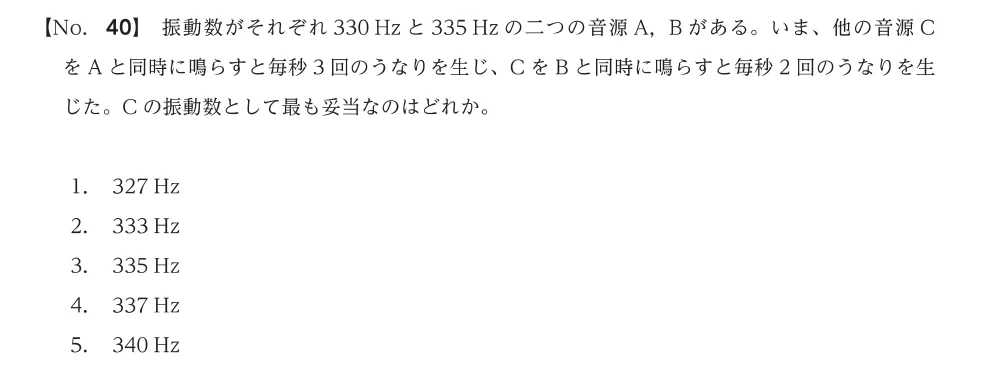 【No. 40】 振動数がそれぞれ 330 Hz と 335 Hz の二つの音源 A, B がある。いま、他の音源 C
を A と同時に鳴らすと毎秒 3 回のうなりを生じ、C を B と同時に鳴らすと毎秒 2 回のうなりを生
じた。C の振動数として最も妥当なのはどれか。
1. 327 Hz
2. 333 Hz
3. 335 Hz
4. 337 Hz
5. 340 Hz